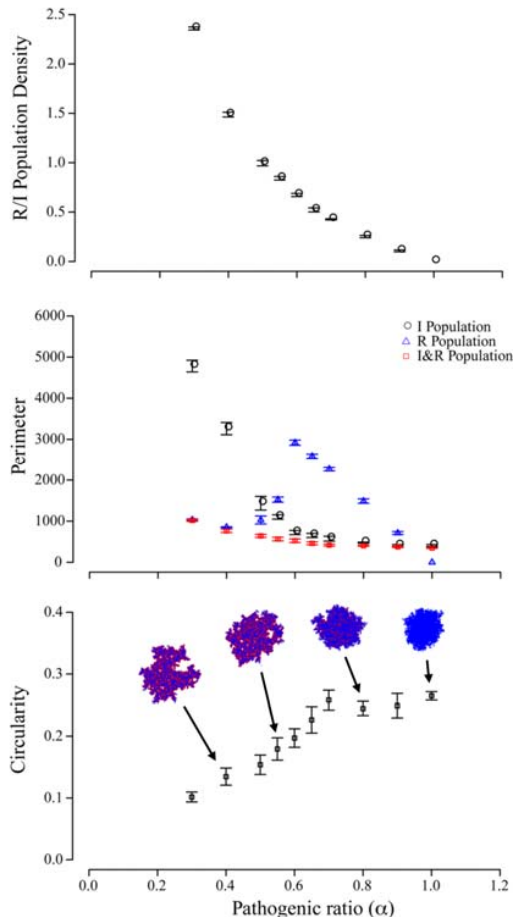 R/I Population Density
2.5
2.0
1.5
1.0
0.5
0.0
Perimeter
6000
5000
4000
3000
2000
1000
0
I Population
R Population
I&R Population
Circularity
0.4
0.3
0.2
0.1
0.0
0.0 0.2 0.4 0.6 0.8 1.0 1.2
Pathogenic ratio (α)